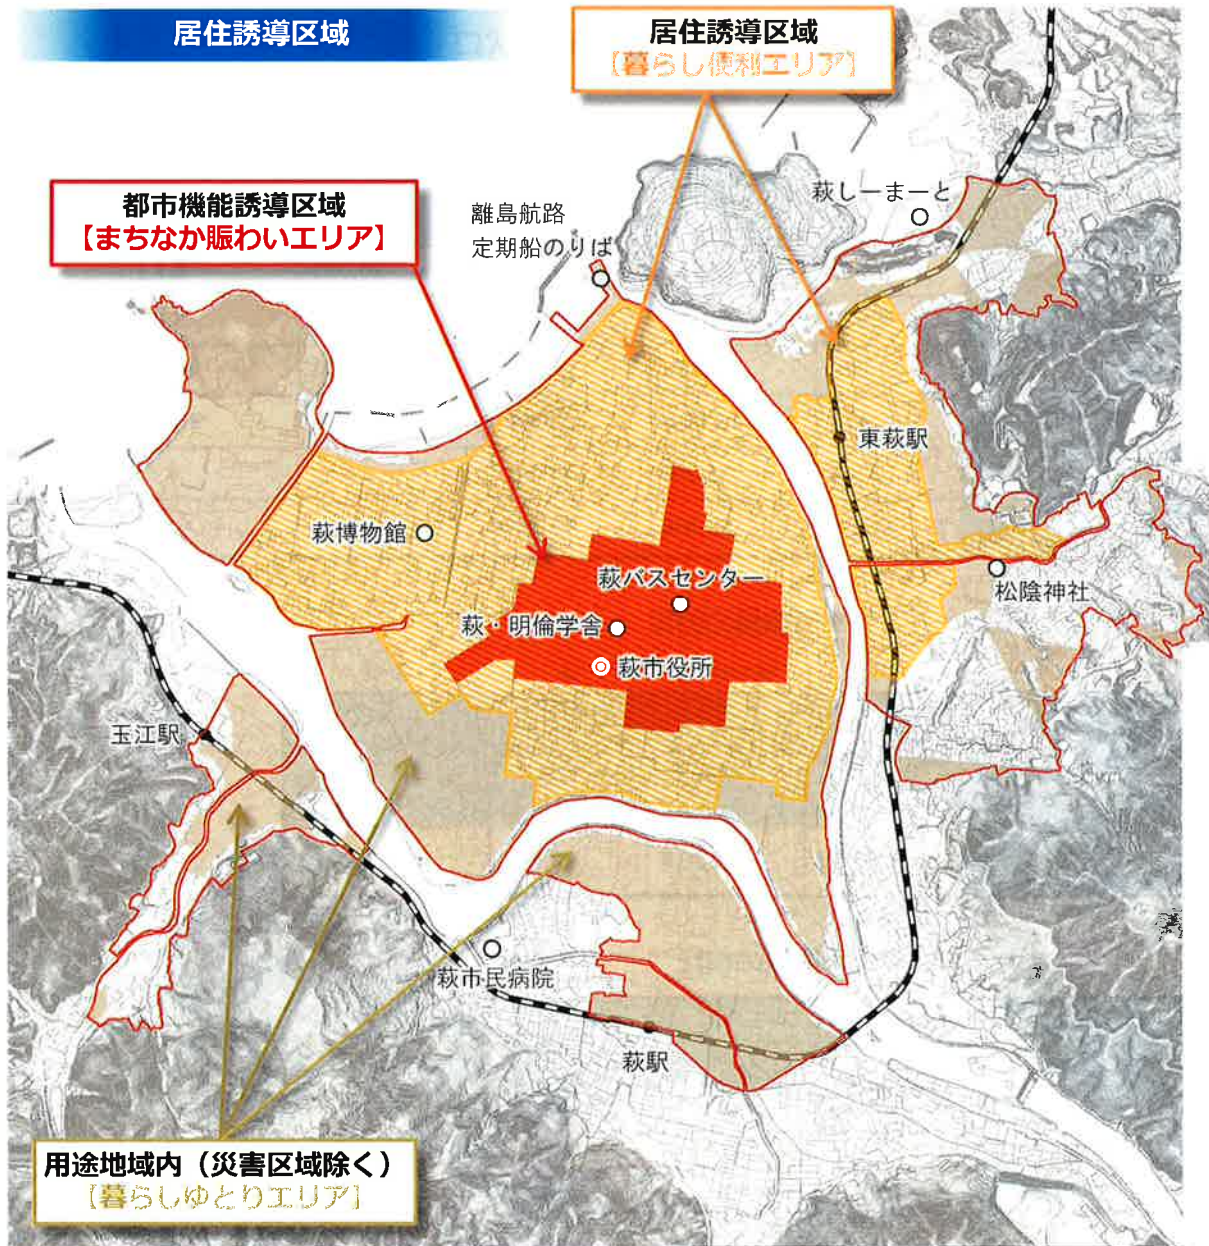 居住誘導区域
居住誘導区域
【暮らし便利エリア】
都市機能誘導区域
【まちなか賑わいエリア】
離島航路
定期船のりば
萩しーまーと
東萩駅
萩博物館
萩バスセンター
松陰神社
萩・明倫学舎
萩市役所
玉江駅
萩市民病院
萩駅
用途地域内（災害区域除く）
【暮らしゆとりエリア】